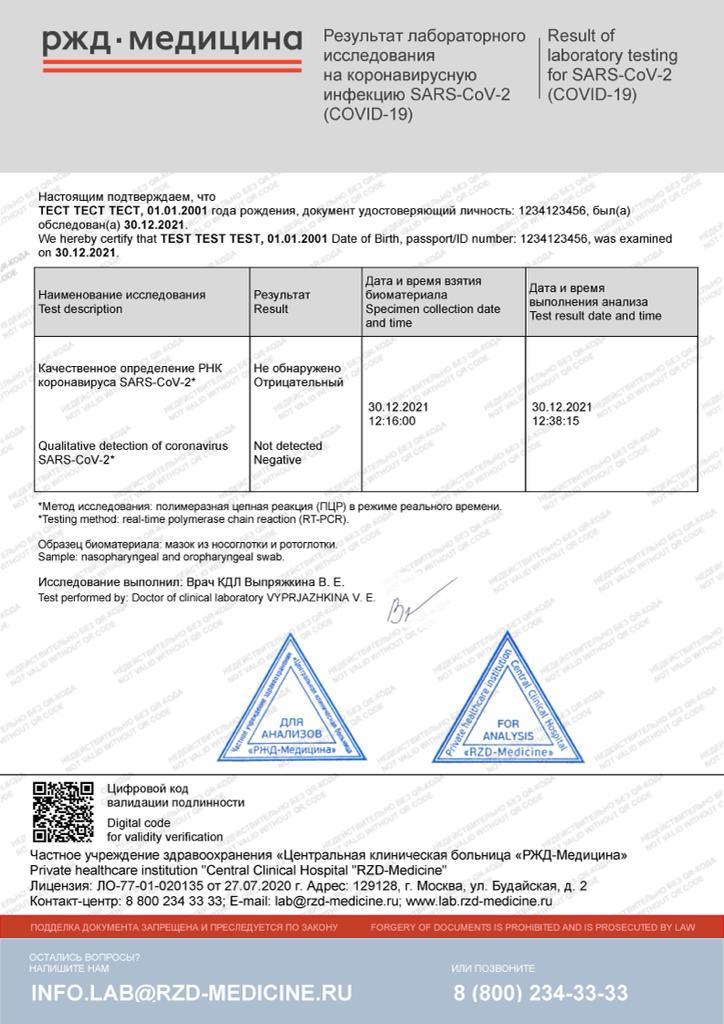 ржд·медицина
Результат лабораторного
исследования
на коронавирусную
инфекцию SARS-CoV-2
(COVID-19)
Result of
laboratory testing
for SARS-CoV-2
(COVID-19)
Настоящим подтверждаем, что
ТЕСТ ТЕСТ ТЕСТ, 01.01.2001 года рождения, документ удостоверяющий личность: 1234123456, был(а)
обследован(а) 30.12.2021.
We hereby certify that TEST TEST TEST, 01.01.2001 Date of Birth, passport/ID number: 1234123456, was examined
on 30.12.2021.
Наименование исследования
Test description
Результат
Result
Дата и время взятия
биоматериала
Specimen collection date
and time
Дата и время
выполнения анализа
Test result date and time
Качественное определение РНК
коронавируса SARS-CoV-2*
Не обнаружено
Отрицательный
30.12.2021
12:16:00
30.12.2021
12:38:15
Qualitative detection of coronavirus
SARS-CoV-2*
Not detected
Negative
*Метод исследования: полимеразная цепная реакция (ПЦР) в режиме реального времени.
*Testing method: real-time polymerase chain reaction (RT-PCR).
Образец биоматериала: мазок из носоглотки и ротоглотки.
Sample: nasopharyngeal and oropharyngeal swab.
Исследование выполнил: Врач КДЛ Выпряжкина В. Е.
Test performed by: Doctor of clinical laboratory VYPRJAZHKINA V. E.
Частное учреждение здравоохранения
«Центральная клиническая больница
ДЛЯ
АНАЛИЗОВ
«РЖД-Медицина»
Private healthcare institution
Central Clinical Hospital
FOR
ANALYSIS
«RZD-Medicine»
НЕДЕЙСТВИТЕЛЬНО БЕЗ QR-КОДА
NOT VALID WITHOUT QR CODE
Цифровой код
валидации подлинности
Digital code
for validity verification
Частное учреждение здравоохранения «Центральная клиническая больница «РЖД-Медицина»
Private healthcare institution "Central Clinical Hospital "RZD-Medicine"
Лицензия: ЛО-77-01-020135 от 27.07.2020 г. Адрес: 129128, г. Москва, ул. Будайская, д. 2
Контакт-центр: 8 800 234 33 33; E-mail: lab@rzd-medicine.ru; www.lab.rzd-medicine.ru
ПОДДЕЛКА ДОКУМЕНТА ЗАПРЕЩЕНА И ПРЕСЛЕДУЕТСЯ ПО ЗАКОНУ
FORGERY OF DOCUMENTS IS PROHIBITED AND IS PROSECUTED BY LAW
ОСТАЛИСЬ ВОПРОСЫ?
НАПИШИТЕ НАМ
ИЛИ ПОЗВОНИТЕ
INFO.LAB@RZD-MEDICINE.RU
8 (800) 234-33-33